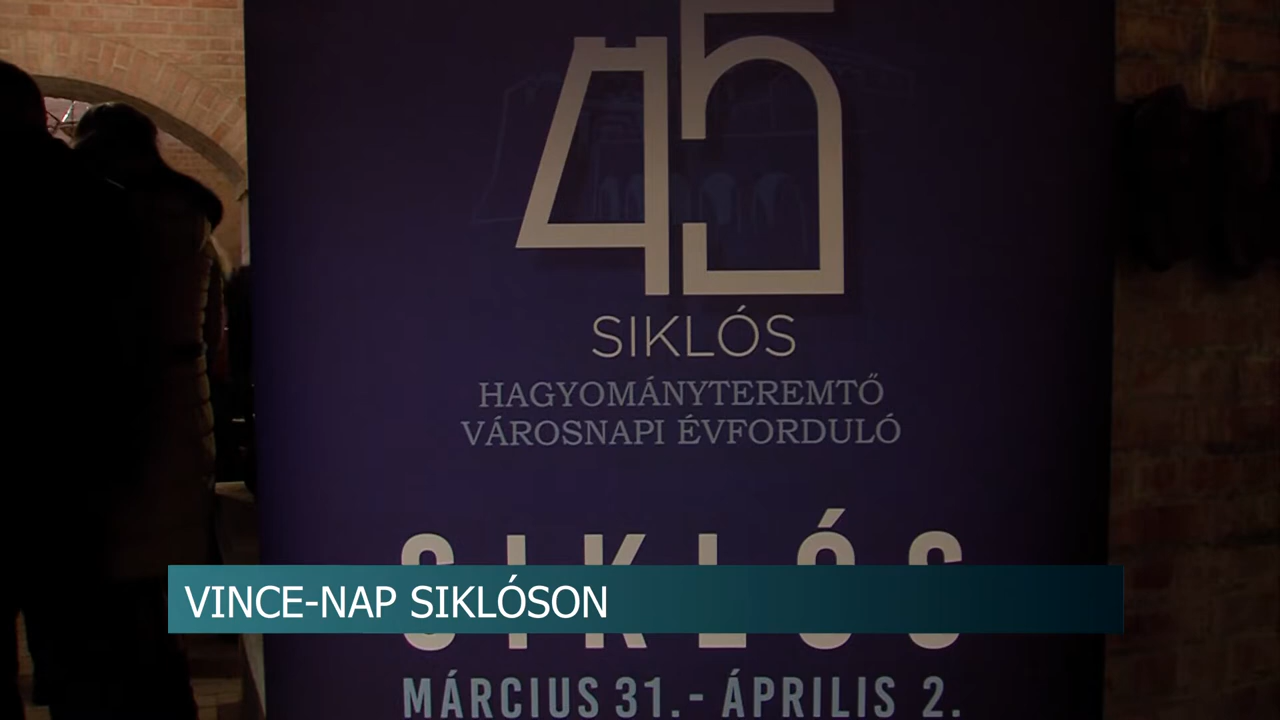 45
SIKLÓS
HAGYOMÁNYTEREMTŐ
VÁROSNAPI ÉVFORDULÓ
SIKLÓS
VINCE-NAP SIKLÓSON
MÁRCIUS 31.- ÁPRILIS 2.